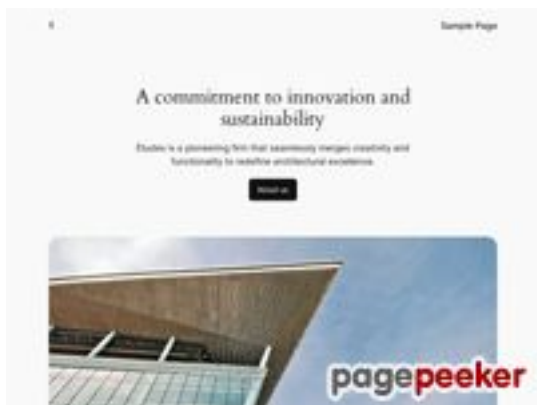 Sample Page
A commitment to innovation and
sustainability
Études is a pioneering firm that seamlessly merges creativity and
functionality to redefine architectural excellence.
About us
pagepeeker